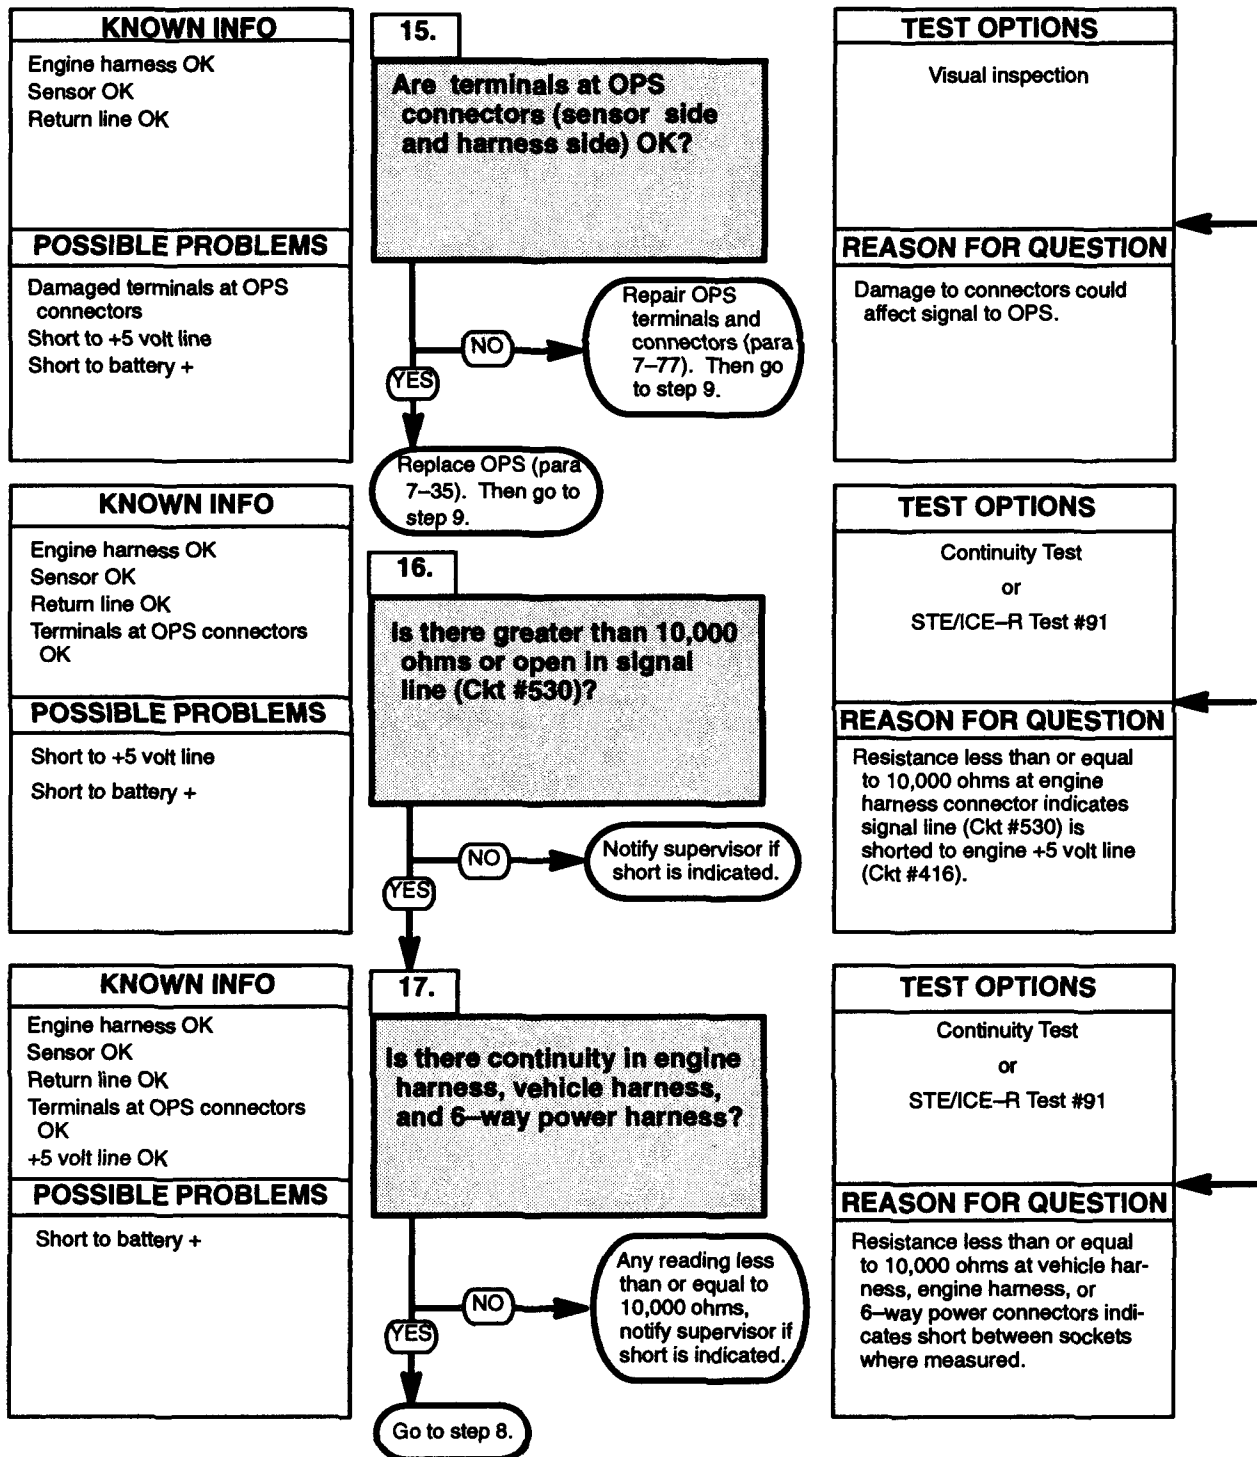 KNOWN INFO
Engine harness OK
Sensor OK
Return line OK
POSSIBLE PROBLEMS
Damaged terminals at OPS
connectors
Short to +5 volt line
Short to battery +
15.
Are terminals at OPS
connectors (sensor side
and harness side) OK?
NO
Repair OPS
terminals and
connectors (para
7–77). Then go
to step 9.
YES
Replace OPS (para
7–35). Then go to
step 9.
TEST OPTIONS
Visual inspection
REASON FOR QUESTION
Damage to connectors could
affect signal to OPS.
KNOWN INFO
Engine harness OK
Sensor OK
Return line OK
Terminals at OPS connectors
OK
POSSIBLE PROBLEMS
Short to +5 volt line
Short to battery +
16.
Is there greater than 10,000
ohms or open in signal
line (Ckt #530)?
NO
Notify supervisor if
short is indicated.
YES
TEST OPTIONS
Continuity Test
or
STE/ICE–R Test #91
REASON FOR QUESTION
Resistance less than or equal
to 10,000 ohms at engine
harness connector indicates
signal line (Ckt #530) is
shorted to engine +5 volt line
(Ckt #416).
KNOWN INFO
Engine harness OK
Sensor OK
Return line OK
Terminals at OPS connectors
OK
+5 volt line OK
POSSIBLE PROBLEMS
Short to battery +
17.
Is there continuity in engine
harness, vehicle harness,
and 6–way power harness?
NO
Any reading less
than or equal to
10,000 ohms,
notify supervisor if
short is indicated.
YES
Go to step 8.
TEST OPTIONS
Continuity Test
or
STE/ICE–R Test #91
REASON FOR QUESTION
Resistance less than or equal
to 10,000 ohms at vehicle har-
ness, engine harness, or
6–way power connectors indi-
cates short between sockets
where measured.